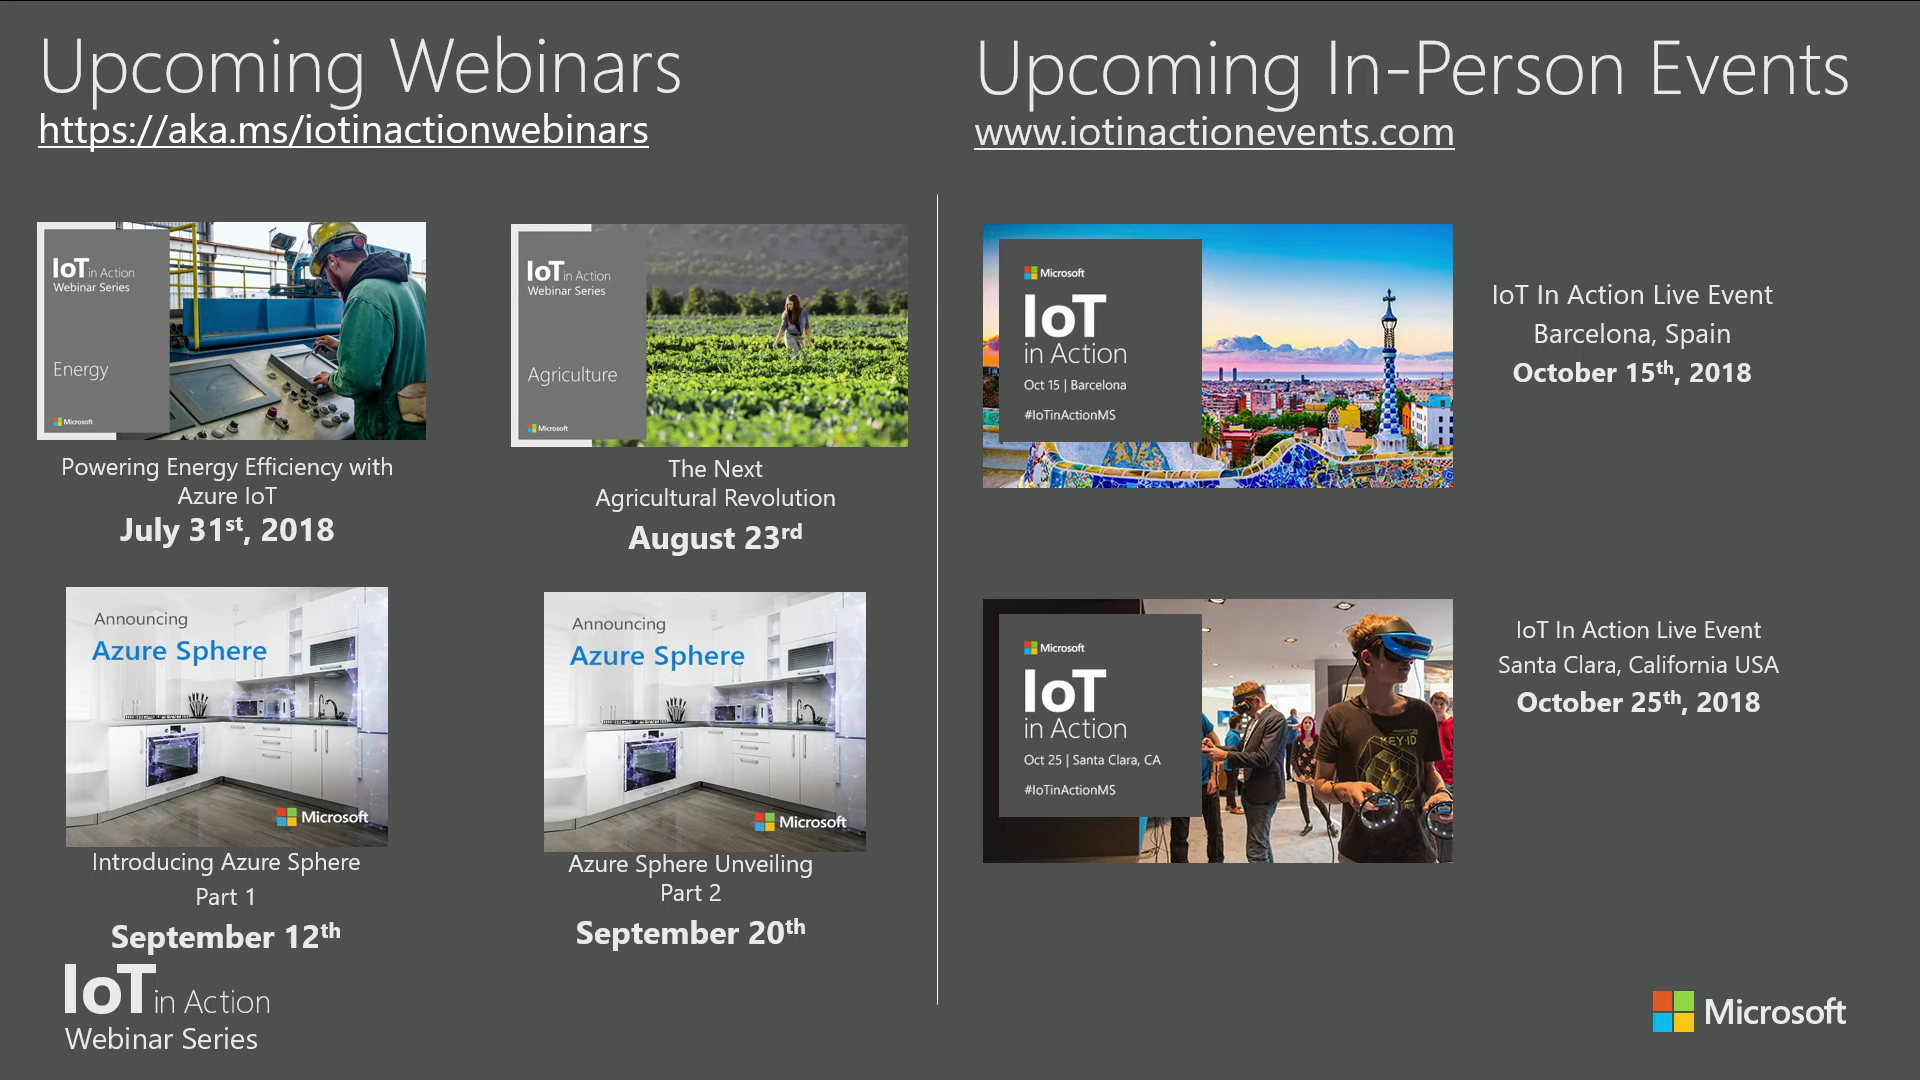 Upcoming Webinars
https://aka.ms/iotinactionwebinars
IoT in Action
Webinar Series
Energy
Microsoft
Powering Energy Efficiency with
Azure IoT
July 31st, 2018
IoT in Action
Webinar Series
Agriculture
Microsoft
The Next
Agricultural Revolution
August 23rd
Announcing
Azure Sphere
Microsoft
Introducing Azure Sphere
Part 1
September 12th
Announcing
Azure Sphere
Microsoft
Azure Sphere Unveiling
Part 2
September 20th
IoT in Action
Webinar Series
Upcoming In-Person Events
www.iotinactionevents.com
Microsoft
IoT
in Action
Oct 15 | Barcelona
#IoTinActionMS
IoT In Action Live Event
Barcelona, Spain
October 15th, 2018
Microsoft
IoT
in Action
Oct 25 | Santa Clara, CA
#IoTinActionMS
KEY-ID
IoT In Action Live Event
Santa Clara, California USA
October 25th, 2018
Microsoft